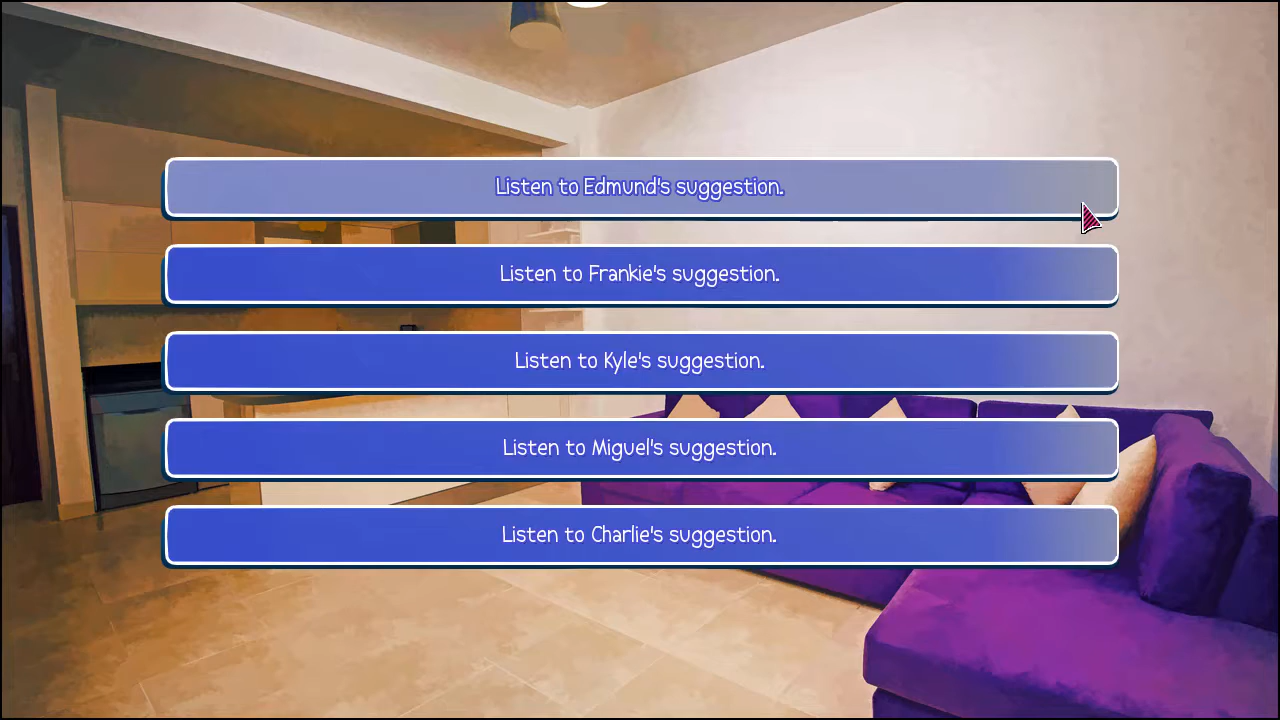 Listen to Edmund's suggestion.
Listen to Frankie's suggestion.
Listen to Kyle's suggestion.
Listen to Miguel's suggestion.
Listen to Charlie's suggestion.